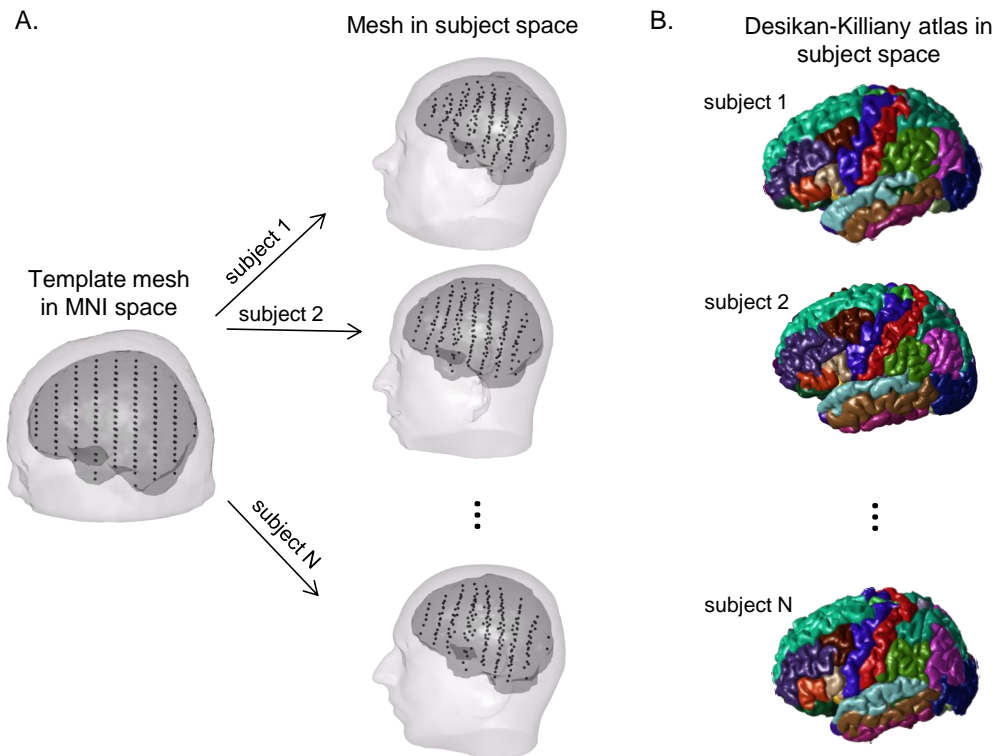 A.
Mesh in subject space
Template mesh
in MNI space
subject 1
subject 2
subject N
⋮
B.
Desikan-Killiany atlas in
subject space
subject 1
subject 2
⋮
subject N